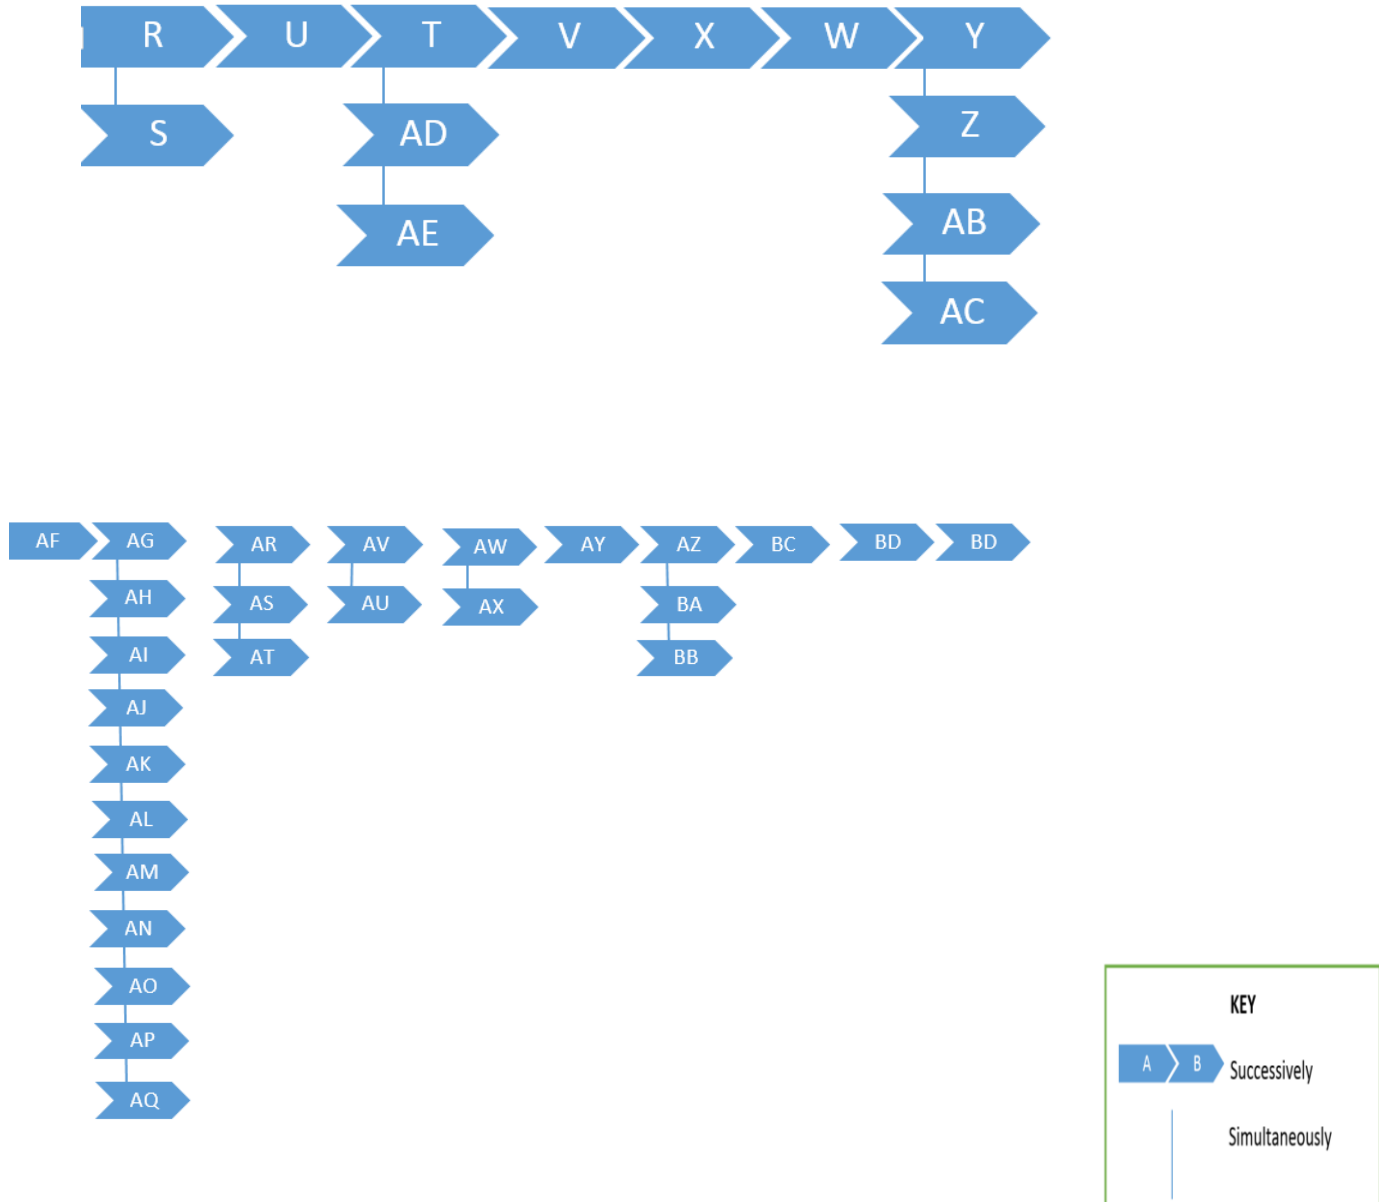 R U T V X W Y
S AD Z
AE AB
AC
AF AG AR AV AW AY AZ BC BD BD
AH AS AU AX BA
AI AT BB
AJ
AK
AL
AM
AN
AO
AP
AQ
KEY
A B Successively
Simultaneously